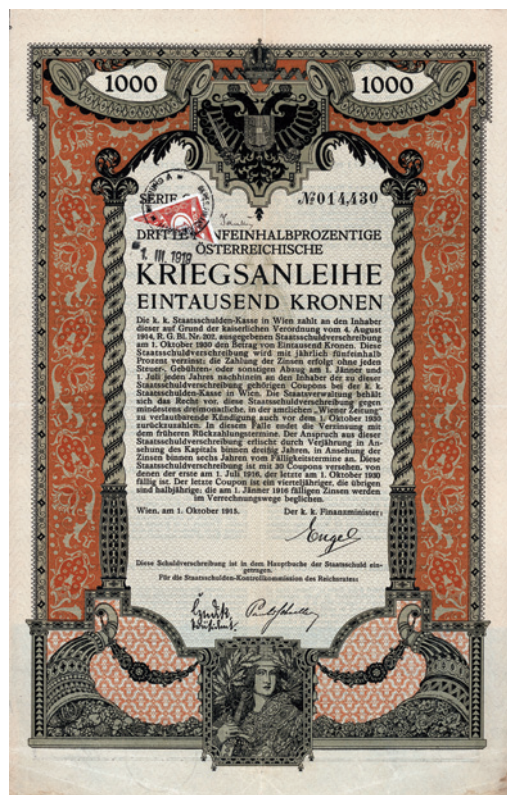 1000 1000
SERIE
№014,430
DRITTE NFEINHALBPROZENTIGE
ÖSTERREICHISCHE
1. III. 1919
KRIEGSANLEIHE
EINTAUSEND KRONEN
Die k. k. Staatsschulden-Kasse in Wien zahlt an den Inhaber
dieser auf Grund der kaiserlichen Verordnung vom 4. August
1914, R. G. Bl. Nr. 202, ausgegebenen Staatsschuldverschreibung
am 1. Oktober 1930 den Betrag von Eintausend Kronen. Diese
Staatsschuldverschreibung wird mit jährlich fünfeinhalb
Prozent verzinst; die Zahlung der Zinsen erfolgt ohne jeden
Steuer-, Gebühren- oder sonstigen Abzug am 1. Jänner und
1. Juli jeden Jahres nachhinein an den Inhaber der zu dieser
Staatsschuldverschreibung gehörigen Coupons bei der k. k.
Staatsschulden-Kasse in Wien. Die Staatsverwaltung behält
sich das Recht vor, diese Staatsschuldverschreibung gegen
mindestens dreimonatliche, in der amtlichen „Wiener Zeitung“
zu verlautbarende Kündigung auch vor dem 1. Oktober 1930
zurückzuzahlen. In diesem Falle endet die Verzinsung mit
dem früheren Rückzahlungstermine. Der Anspruch aus dieser
Staatsschuldverschreibung erlischt durch Verjährung in An-
sehung des Kapitals binnen dreißig Jahren, in Ansehung der
Zinsen binnen sechs Jahren vom Fälligkeitstermine an. Diese
Staatsschuldverschreibung ist mit 30 Coupons versehen, von
denen der erste am 1. Juli 1916, der letzte am 1. Oktober 1930
fällig ist. Der letzte Coupon ist ein vierteljähriger, die übrigen
sind halbjährige; die am 1. Jänner 1916 fälligen Zinsen werden
im Verrechnungswege beglichen.
Wien, am 1. Oktober 1915. Der k. k. Finanzminister:
Engel
Diese Schuldverschreibung ist in dem Hauptbuche der Staatsschuld ein-
getragen.
Für die Staatsschulden-Kontrollkommission des Reichsrates: